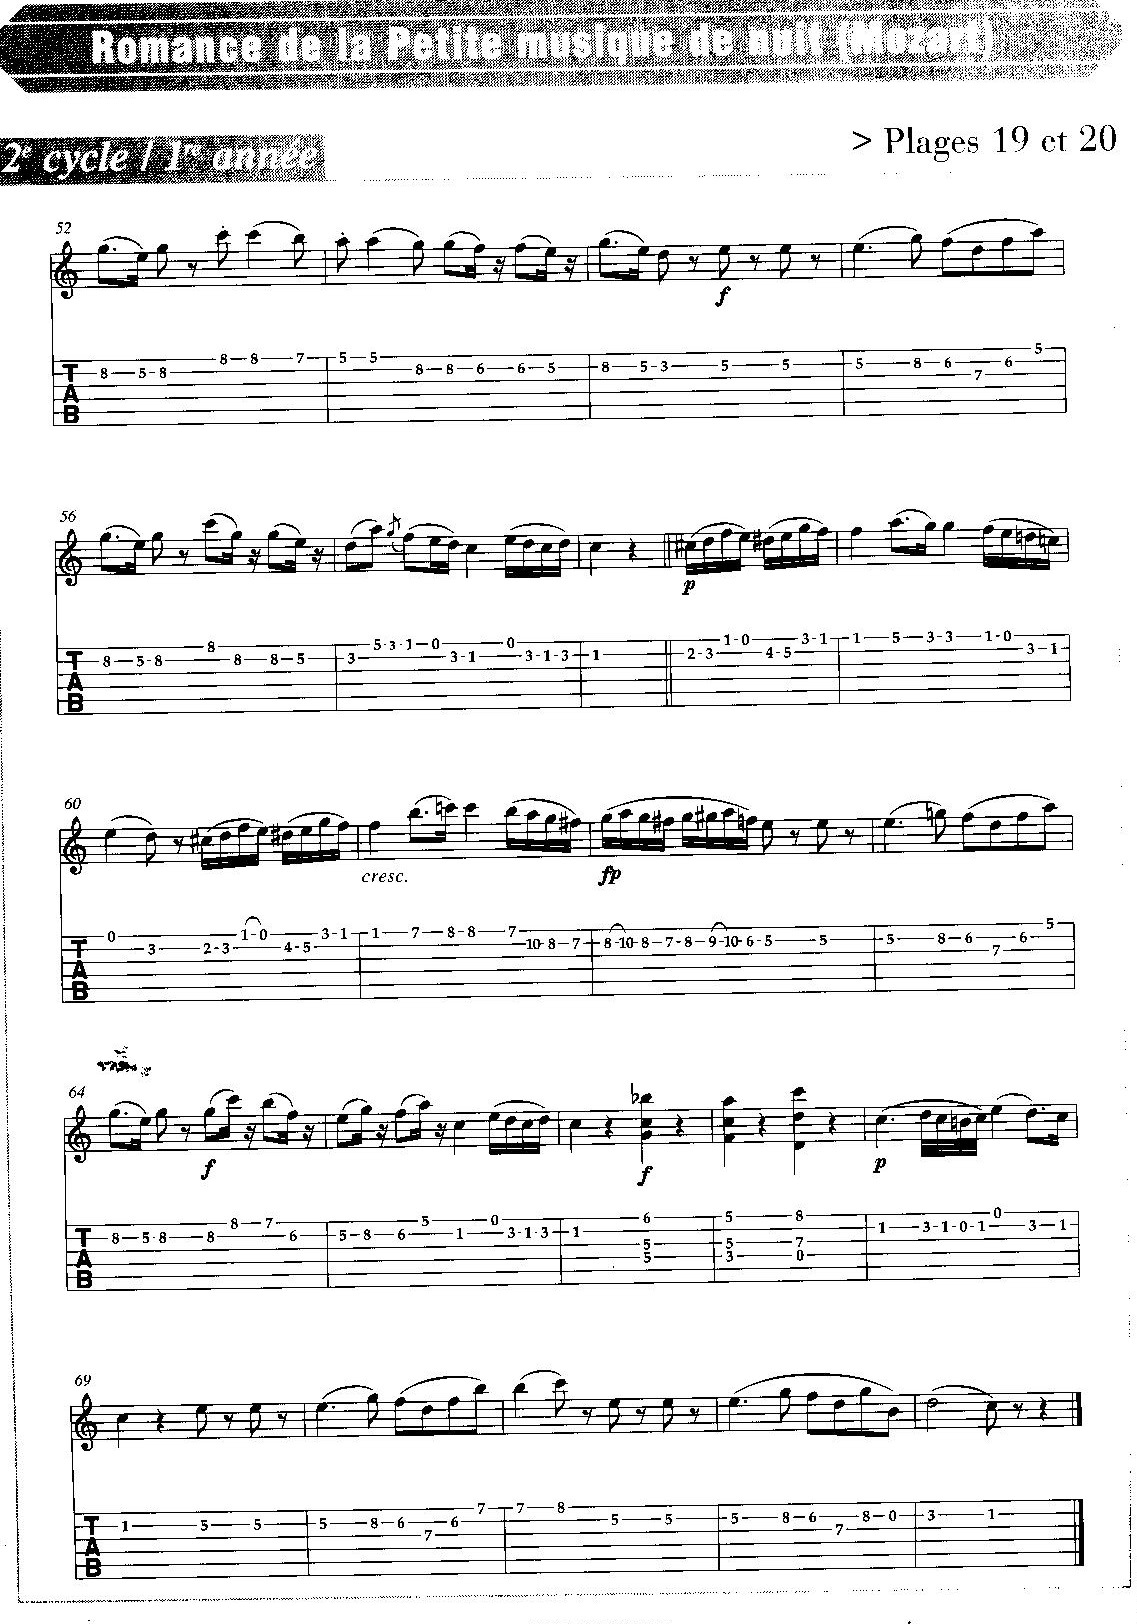 Romance de la Petite musique de nuit (Mozart)
2e cycle / 1re année
> Plages 19 et 20
52
f
8 5 8 8 8 7 5 5 8 8 6 6 5 8 5 3 5 5 5 8 6 7 6 5
T
A
B
56
p
8 5 8 8 8 8 5 3 5 3 1 0 3 1 0 3 1 3 1 2 3 1 0 4 5 3 1 1 5 3 3 1 0 3 1
T
A
B
60
cresc. fp
0 3 2 3 1 0 4 5 3 1 1 7 8 8 7 10 8 7 8 10 8 7 8 9 10 6 5 5 5 8 6 7 6 5
T
A
B
64
f f p
8 5 8 8 8 7 6 5 8 6 5 1 0 3 1 3 1 6 5 5 5 5 3 8 7 0 1 3 1 0 1 0 3 1
T
A
B
69
1 5 5 5 8 6 7 6 7 7 8 5 5 5 8 6 7 8 0 3 1
T
A
B